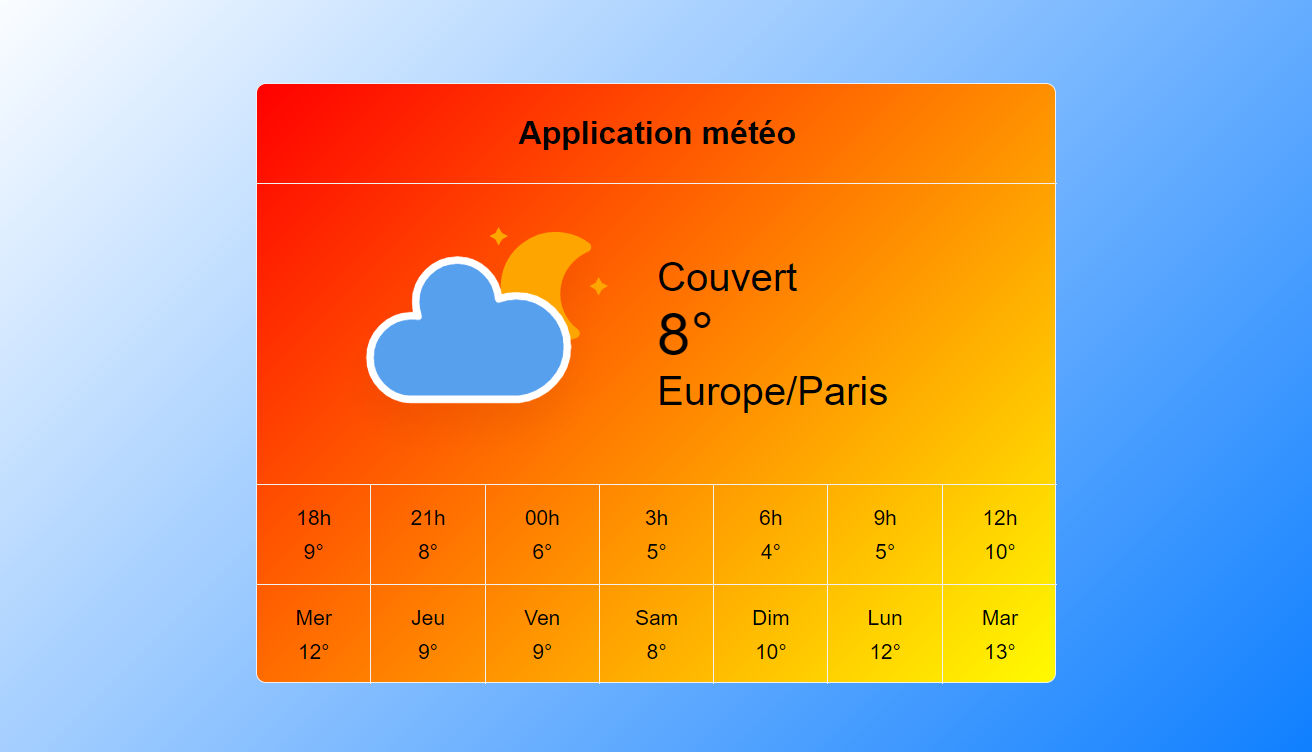 Application météo
Couvert
8°
Europe/Paris
18h 21h 00h 3h 6h 9h 12h
9° 8° 6° 5° 4° 5° 10°
Mer Jeu Ven Sam Dim Lun Mar
12° 9° 9° 8° 10° 12° 13°